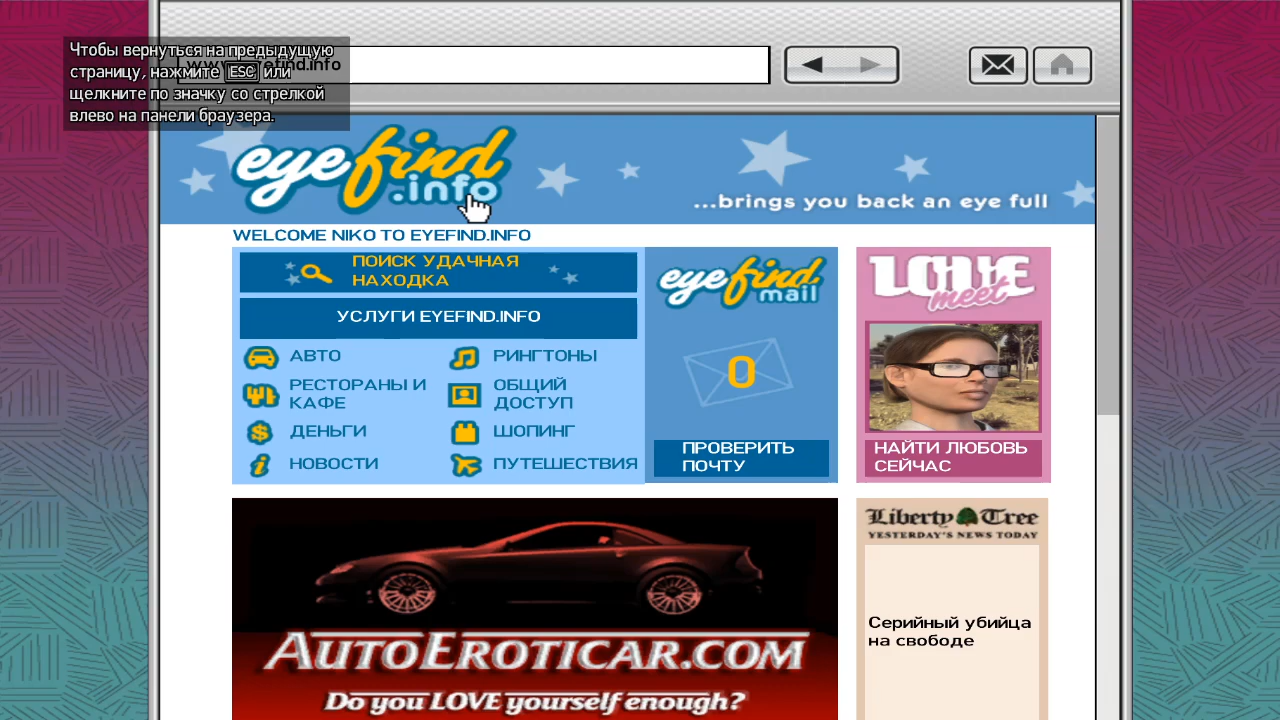 Чтобы вернуться на предыдущую
страницу, нажмите ESC или
щелкните по значку со стрелкой
влево на панели браузера.
www.eyefind.info
eyefind
.info
...brings you back an eye full
WELCOME NIKO TO EYEFIND.INFO
ПОИСК УДАЧНАЯ
НАХОДКА
УСЛУГИ EYEFIND.INFO
АВТО
РИНГТОНЫ
РЕСТОРАНЫ И
КАФЕ
ОБЩИЙ
ДОСТУП
ДЕНЬГИ
ШОПИНГ
НОВОСТИ
ПУТЕШЕСТВИЯ
eyefind
mail
0
ПРОВЕРИТЬ
ПОЧТУ
LOVE
meet
НАЙТИ ЛЮБОВЬ
СЕЙЧАС
AUTOEROTICAR.COM
Do you LOVE yourself enough?
Liberty Tree
YESTERDAY'S NEWS TODAY
Серийный убийца
на свободе